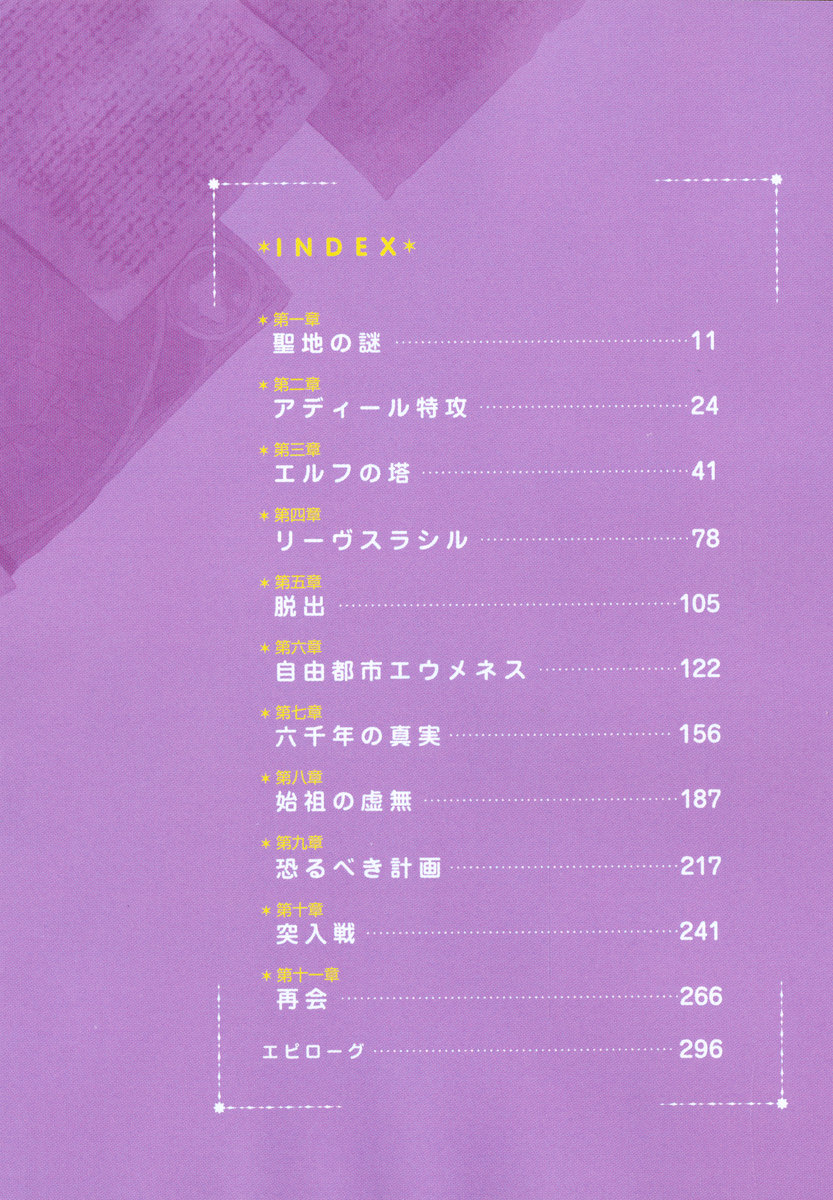 ✶INDEX✶
✶第一章
聖地の謎 11
✶第二章
アディール特攻 24
✶第三章
エルフの塔 41
✶第四章
リーヴスラシル 78
✶第五章
脱出 105
✶第六章
自由都市エウメネス 122
✶第七章
六千年の真実 156
✶第八章
始祖の虚無 187
✶第九章
恐るべき計画 217
✶第十章
突入戦 241
✶第十一章
再会 266
エピローグ 296